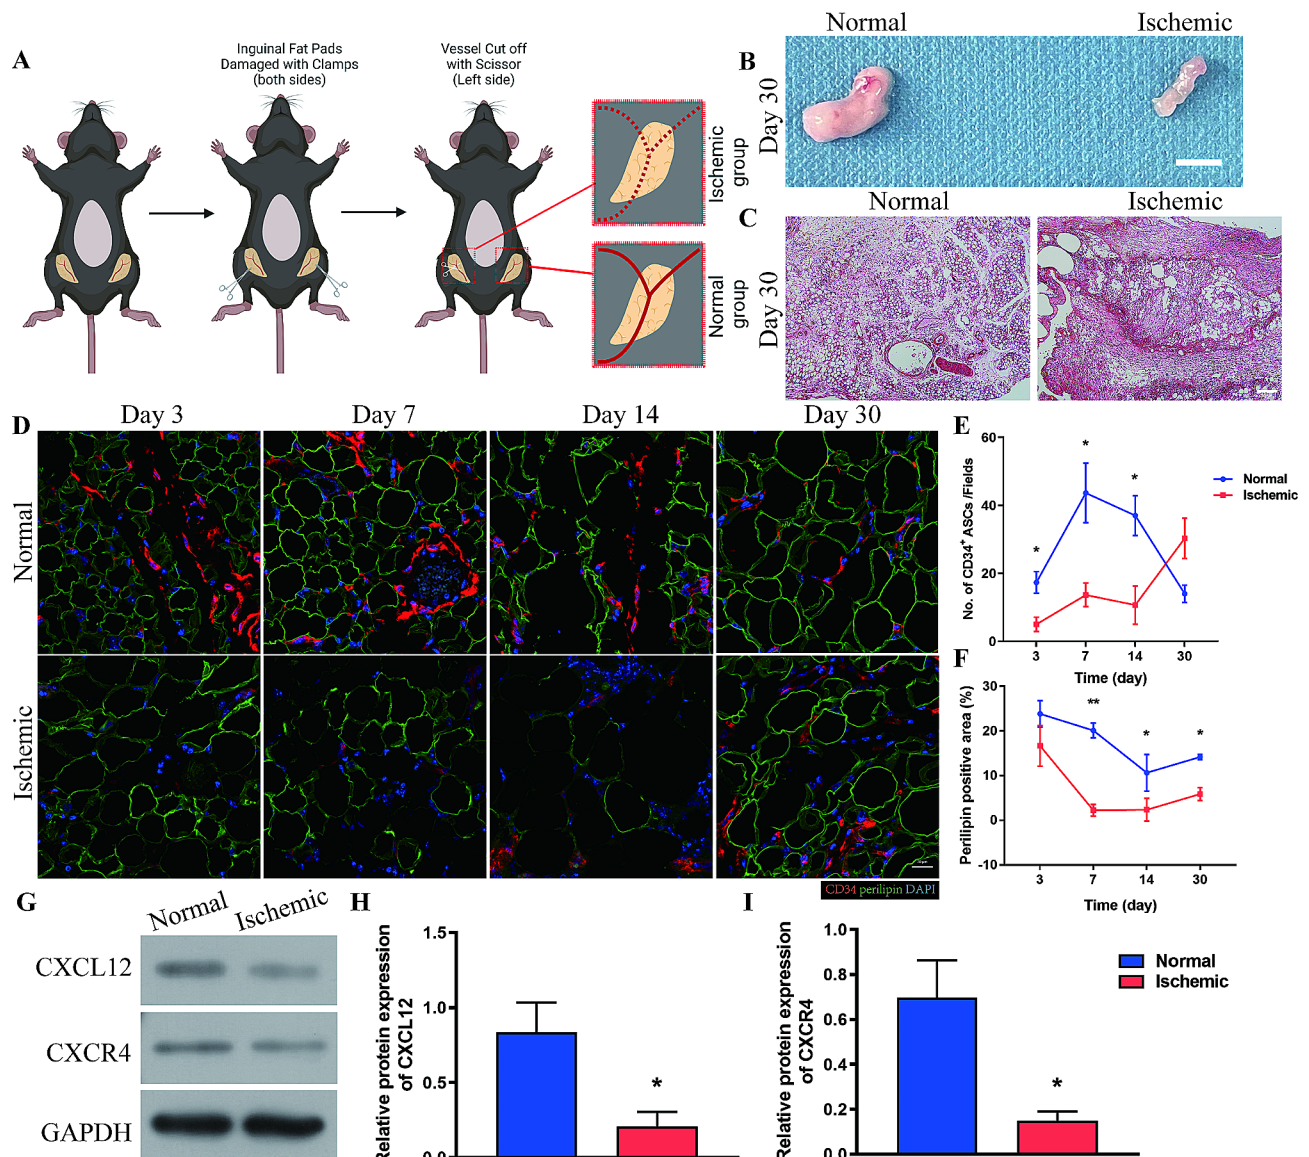 A
Inguinal Fat Pads
Damaged with Clamps
(both sides)
Vessel Cut off
with Scissor
(Left side)
Ischemic
group
Normal
group
B
Normal
Ischemic
Day 30
C
Normal
Ischemic
Day 30
D
Day 3
Day 7
Day 14
Day 30
Normal
Ischemic
CD34 perilipin DAPI
E
No. of CD34+ ASCs /Fields
60
40
20
0
*
*
*
3
7
14
30
Time (day)
Normal
Ischemic
F
Perilipin positive area (%)
30
20
10
0
-10
**
*
*
3
7
14
30
Time (day)
G
Normal
Ischemic
CXCL12
CXCR4
GAPDH
H
Relative protein expression
of CXCL12
1.5
1.0
0.5
0.0
*
I
Relative protein expression
of CXCR4
1.0
0.8
0.6
0.4
0.2
0.0
*
Normal
Ischemic